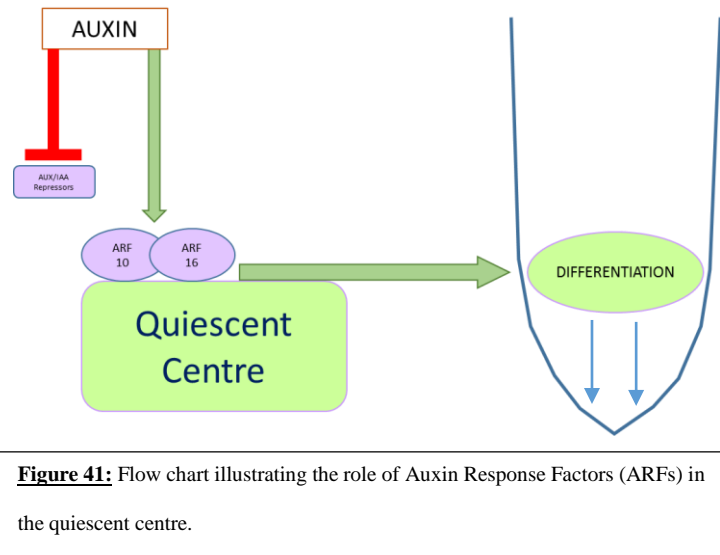 AUXIN
AUX/IAA
Repressors
ARF
10
ARF
16
Quiescent
Centre
DIFFERENTIATION
Figure 41: Flow chart illustrating the role of Auxin Response Factors (ARFs) in
the quiescent centre.